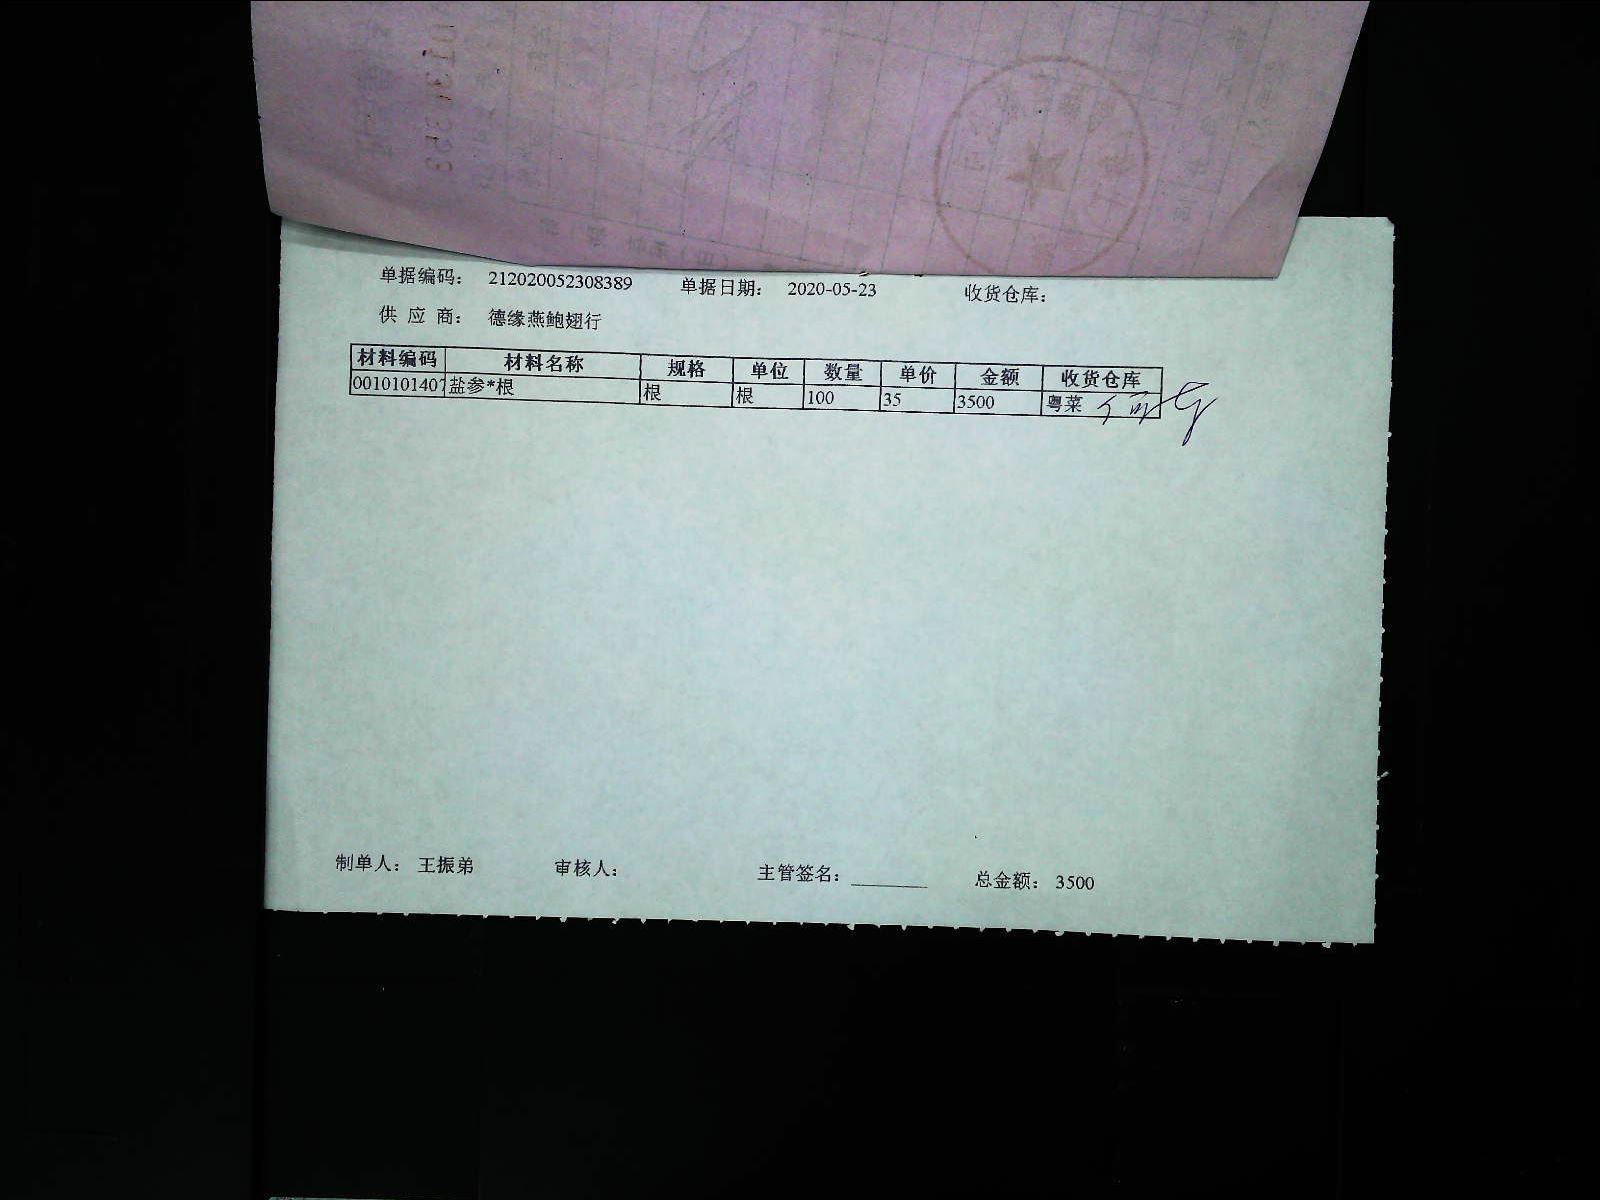 单据编码： 212020052308389 单据日期： 2020-05-23 收货仓库：
供 应 商： 德缘燕鲍翅行
材料编码 材料名称 规格 单位 数量 单价 金额 收货仓库
0010101407 盐参*根 根 根 100 35 3500 粤菜
制单人： 王振弟 审核人： 主管签名： 总金额： 3500